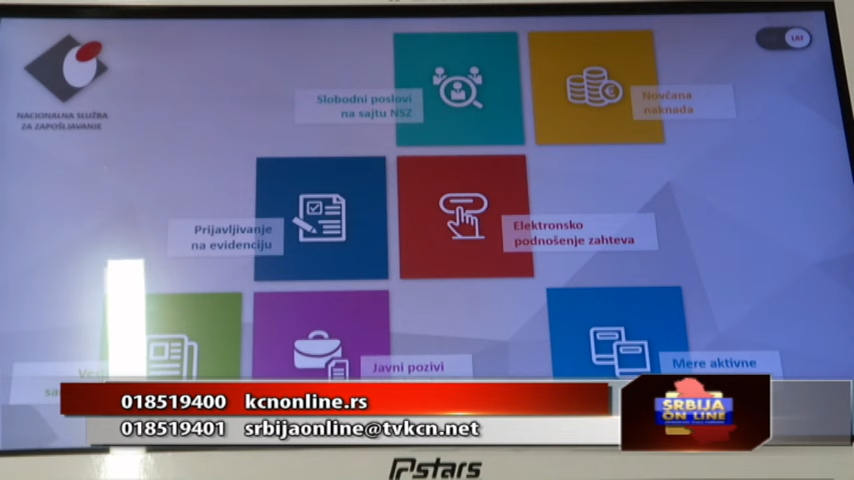 NACIONALNA SLUŽBA
ZA ZAPOŠLJAVANJE
LAT
Slobodni poslovi
na sajtu NSZ
Novčana
naknada
Prijavljivanje
na evidenciju
Elektronsko
podnošenje zahteva
Javni pozivi
Mere aktivne
018519400 kcnonline.rs
018519401 srbijaonline@tvkcn.net
SRBIJA
ON LINE
stars